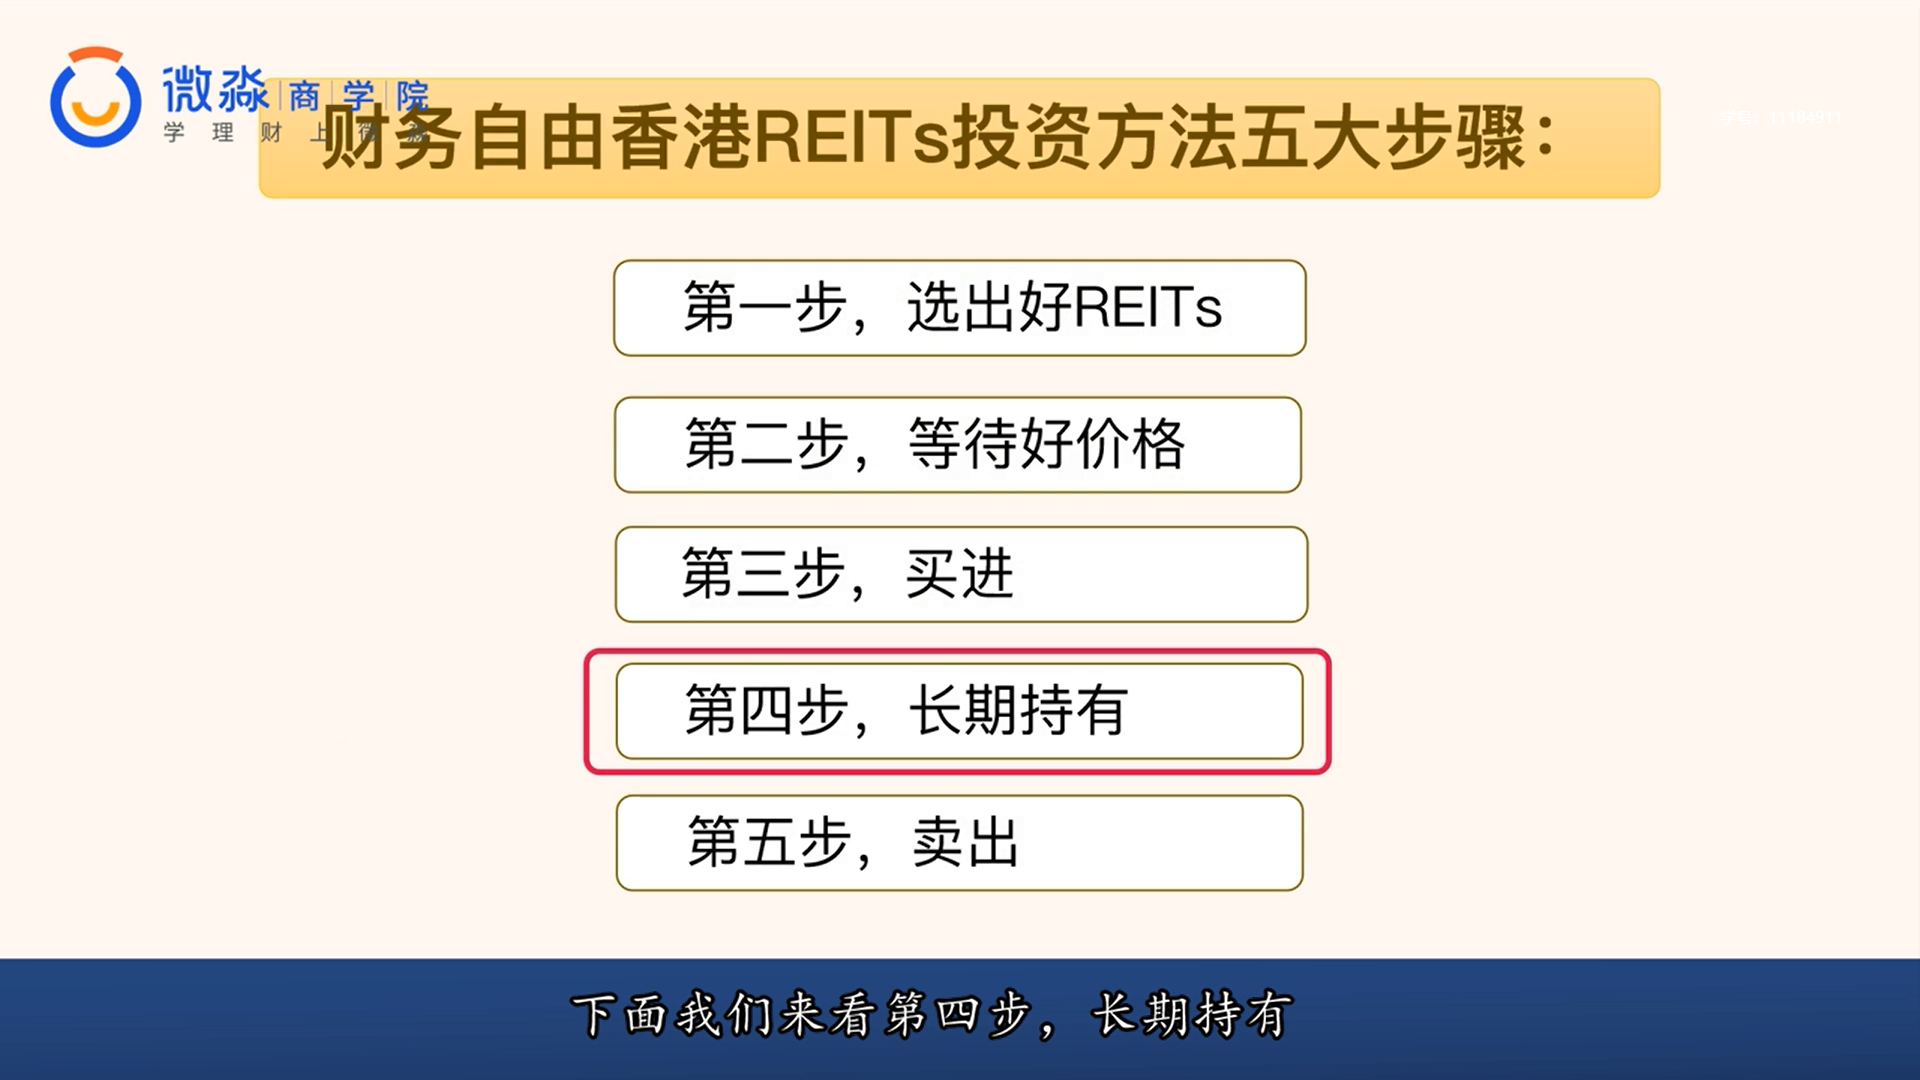 微淼 商 学 院
学 理 财 上 微 淼
财务自由香港REITs投资方法五大步骤：
学号：11184911
第一步，选出好REITs
第二步，等待好价格
第三步，买进
第四步，长期持有
第五步，卖出
下面我们来看第四步，长期持有